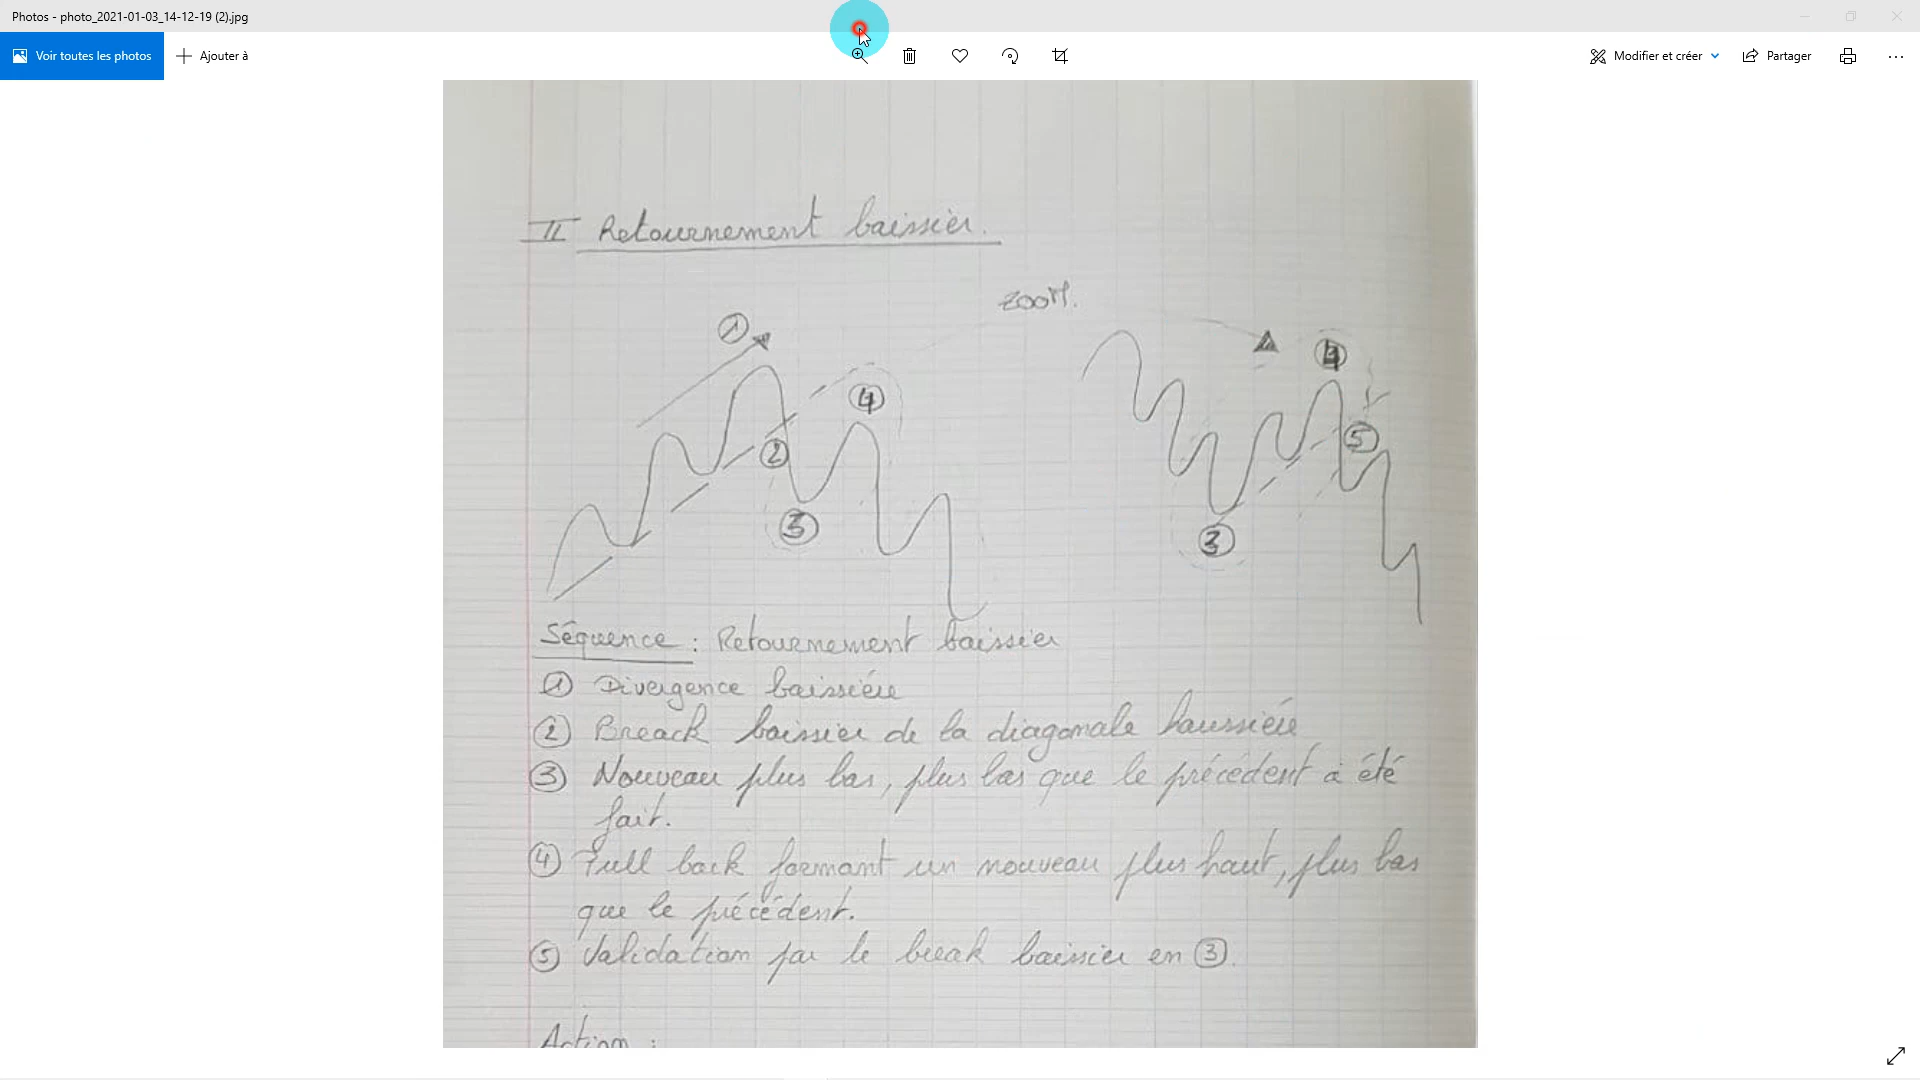 Photos - photo_2021-01-03_14-12-19 (2).jpg
Voir toutes les photos
Ajouter à
Modifier et créer
Partager
II Retournement baissier.
ZOOM.
1
4
4
2
5
3
3
Séquence : Retournement baissier
1 Divergence baissière
2 Breack baissier de la diagonale haussière
3 Nouveau plus bas, plus bas que le précédent a été
fait.
4 Pull back formant un nouveau plus haut, plus bas
que le précédent.
5 Validation par le break baissier en 3.
Action :